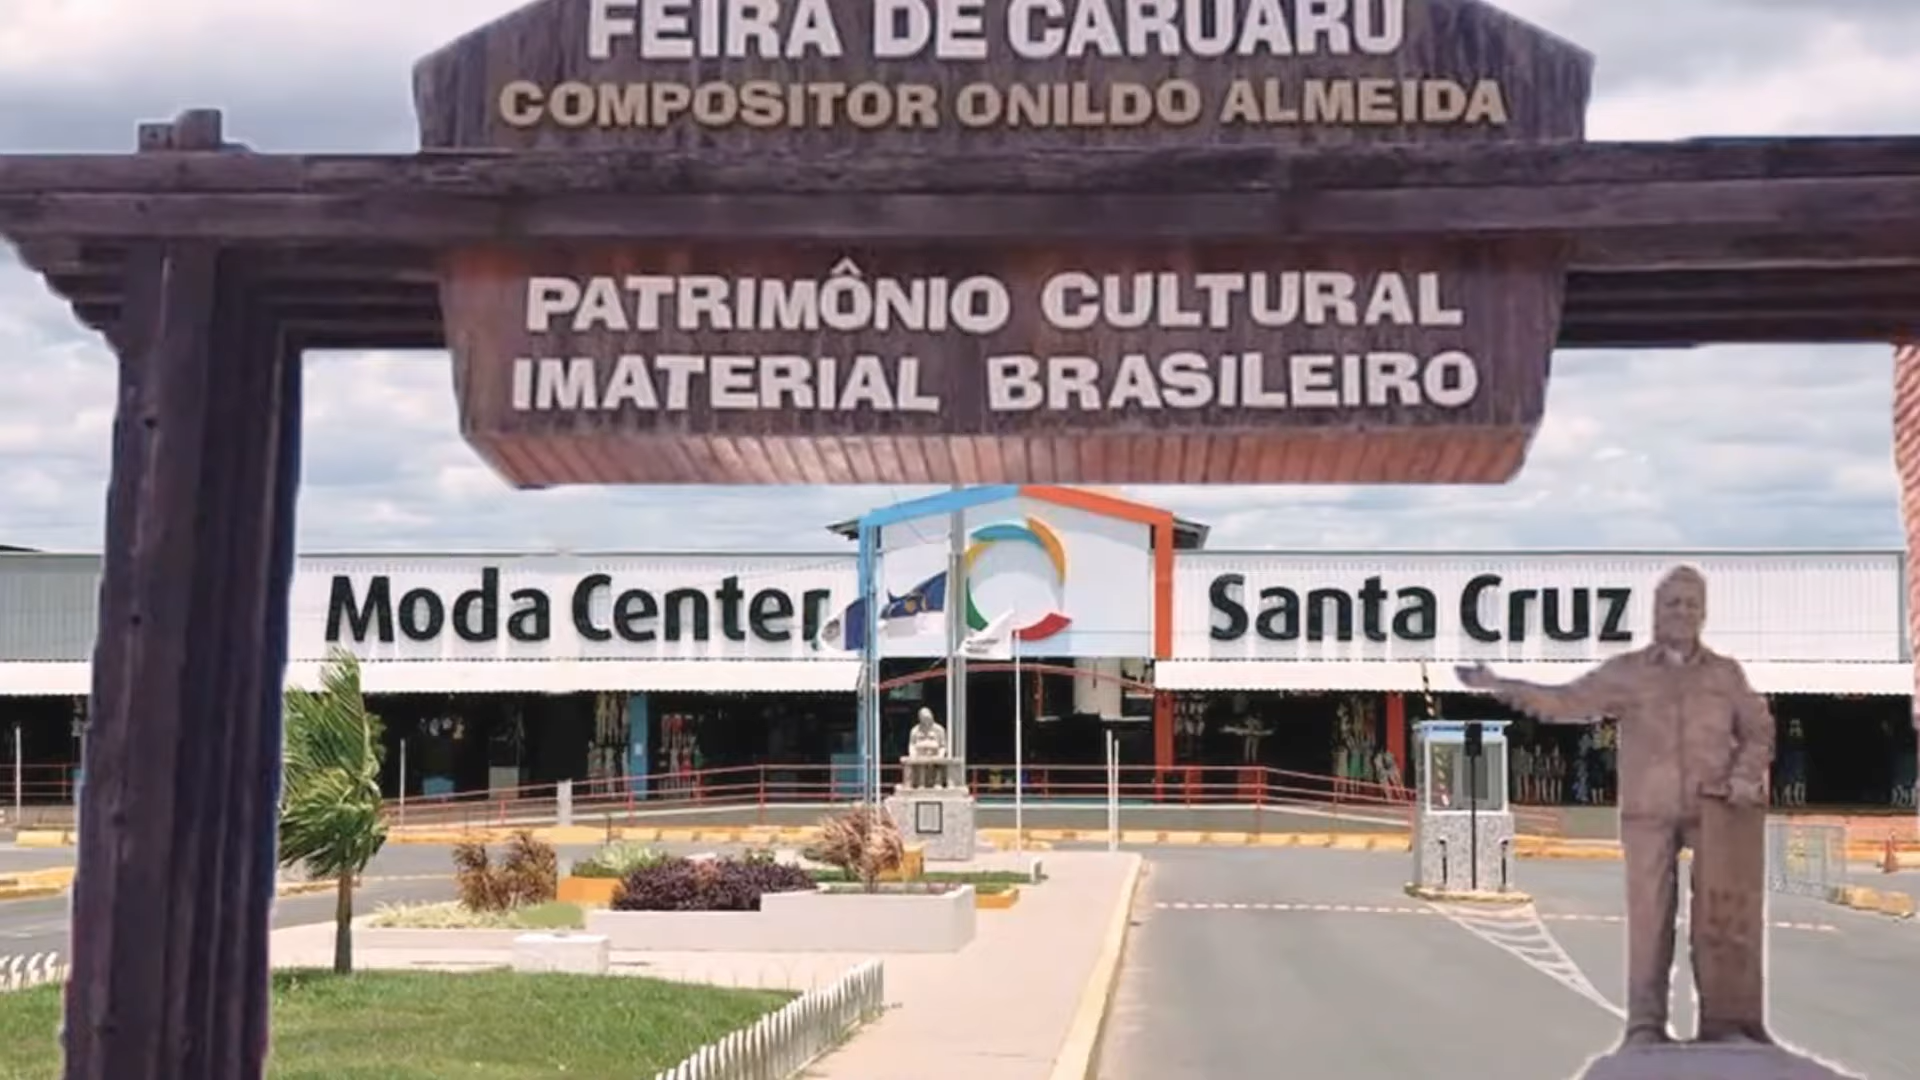 FEIRA DE CARUARU
COMPOSITOR ONILDO ALMEIDA
PATRIMÔNIO CULTURAL
IMATERIAL BRASILEIRO
Moda Center
Santa Cruz